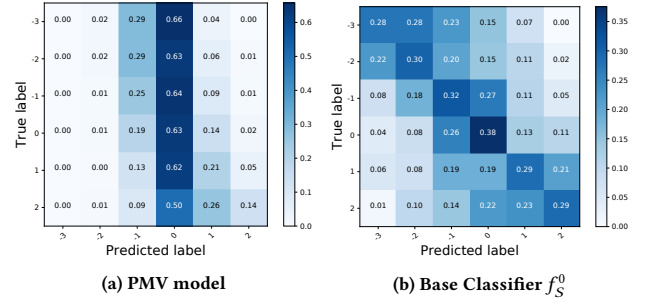 -3 0.00 0.02 0.29 0.66 0.04 0.00
-2 0.00 0.02 0.29 0.63 0.06 0.01
-1 0.00 0.01 0.25 0.64 0.09 0.01
0 0.00 0.01 0.19 0.63 0.14 0.02
1 0.00 0.00 0.13 0.62 0.21 0.05
2 0.00 0.01 0.09 0.50 0.26 0.14
-3 -2 -1 0 1 2
True label
Predicted label
0.6
0.5
0.4
0.3
0.2
0.1
0.0
(a) PMV model
-3 0.28 0.28 0.23 0.15 0.07 0.00
-2 0.22 0.30 0.20 0.15 0.11 0.02
-1 0.08 0.18 0.32 0.27 0.11 0.05
0 0.04 0.08 0.26 0.38 0.13 0.11
1 0.06 0.08 0.19 0.19 0.29 0.21
2 0.01 0.10 0.14 0.22 0.23 0.29
-3 -2 -1 0 1 2
True label
Predicted label
0.35
0.30
0.25
0.20
0.15
0.10
0.05
0.00
(b) Base Classifier f_S^0